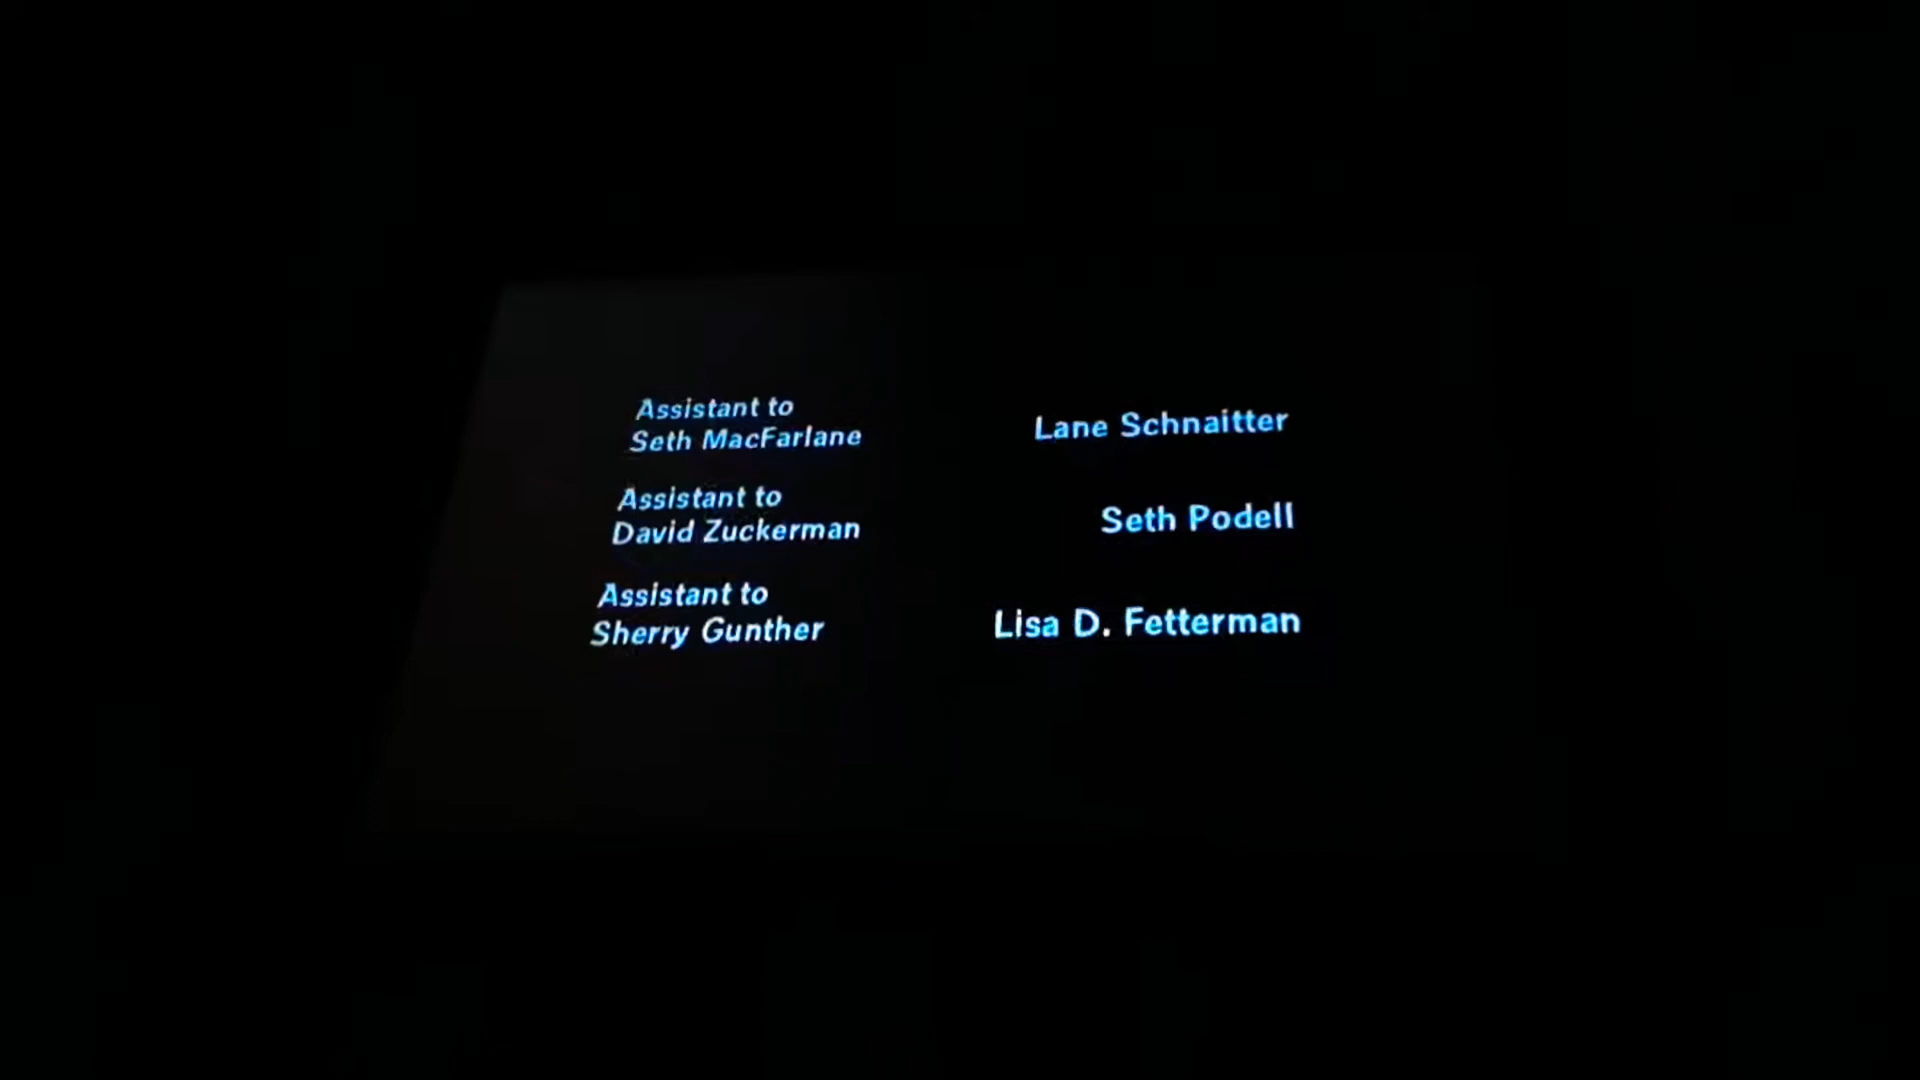 Assistant to
Seth MacFarlane
Lane Schnaitter
Assistant to
David Zuckerman
Seth Podell
Assistant to
Sherry Gunther
Lisa D. Fetterman